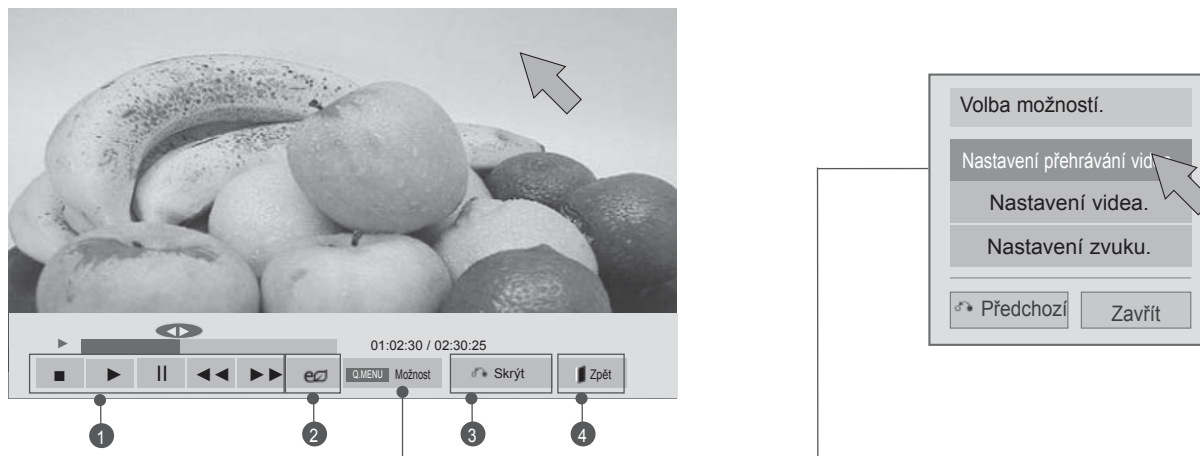 01:02:30 / 02:30:25
Q.MENU Možnost
Skrýt
Zpět
1
2
3
4
Volba možností.
Nastavení přehrávání
Nastavení videa.
Nastavení zvuku.
Předchozí
Zavřít